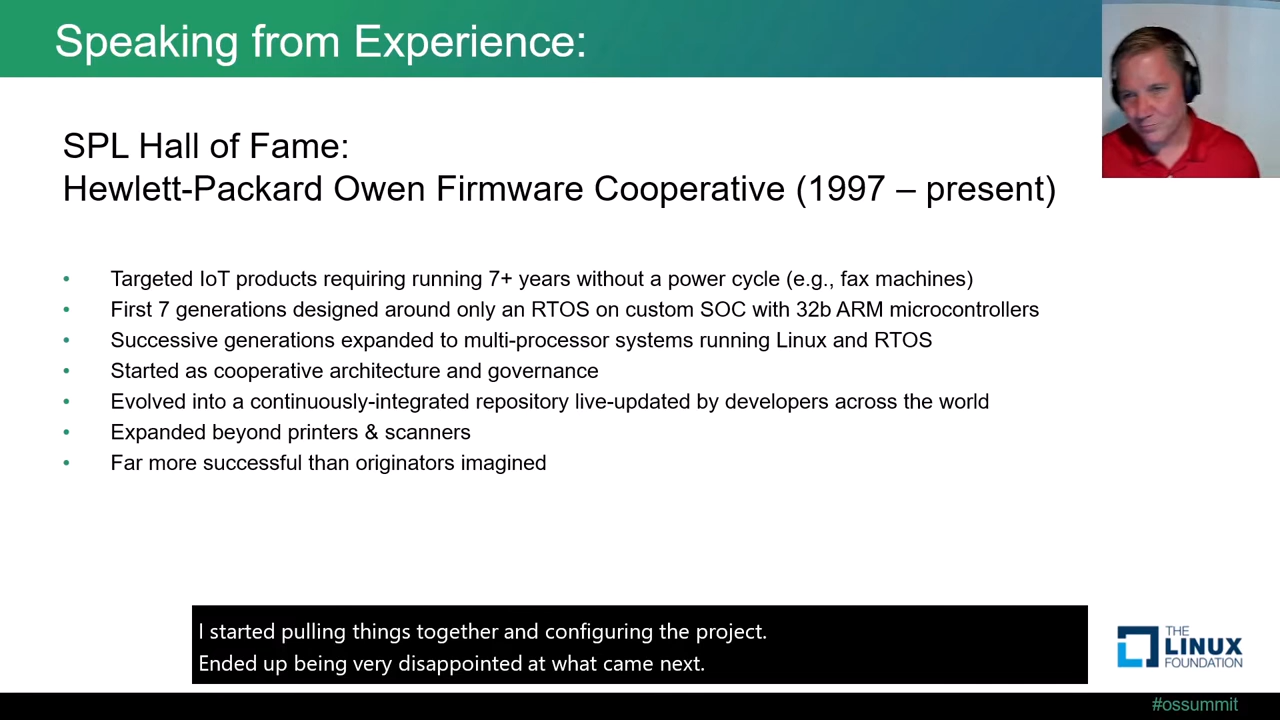 Speaking from Experience:
SPL Hall of Fame:
Hewlett-Packard Owen Firmware Cooperative (1997 – present)
• Targeted IoT products requiring running 7+ years without a power cycle (e.g., fax machines)
• First 7 generations designed around only an RTOS on custom SOC with 32b ARM microcontrollers
• Successive generations expanded to multi-processor systems running Linux and RTOS
• Started as cooperative architecture and governance
• Evolved into a continuously-integrated repository live-updated by developers across the world
• Expanded beyond printers & scanners
• Far more successful than originators imagined
I started pulling things together and configuring the project.
Ended up being very disappointed at what came next.
THE
LINUX
FOUNDATION
#ossummit